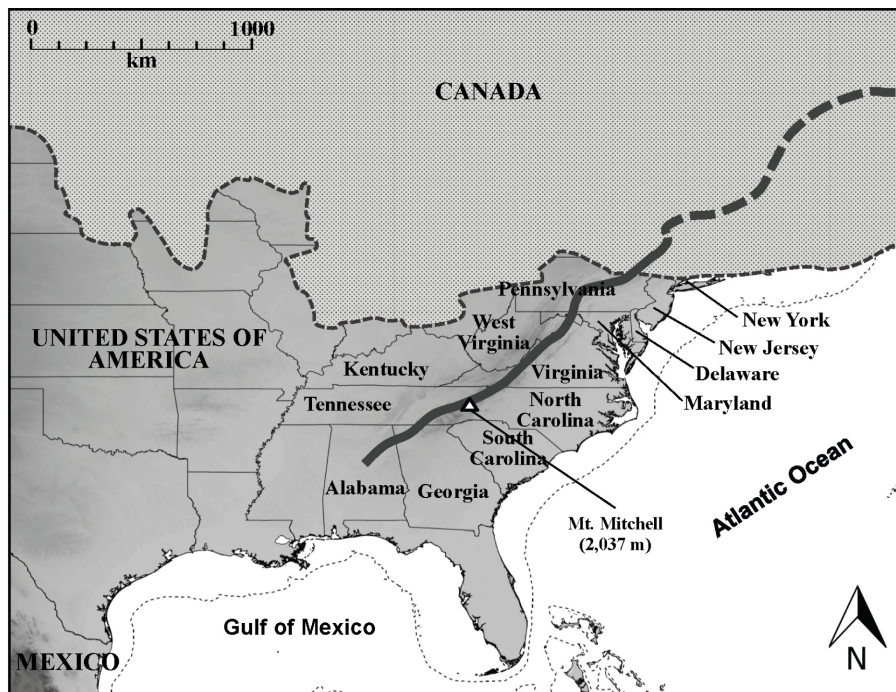 0 1000
km
CANADA
Pennsylvania
West
Virginia
New York
UNITED STATES OF
AMERICA
New Jersey
Kentucky
Virginia
Delaware
Tennessee
North
Carolina
Maryland
South
Carolina
Alabama
Georgia
Atlantic Ocean
Mt. Mitchell
(2,037 m)
Gulf of Mexico
MEXICO
N